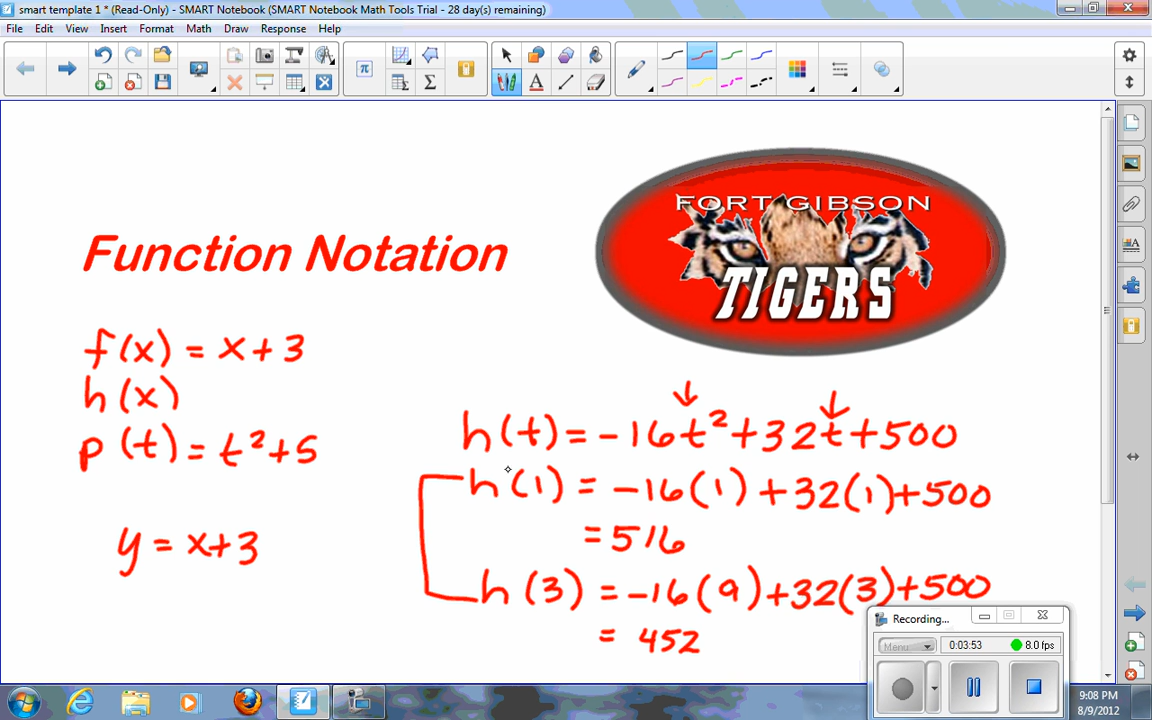 smart template 1 * (Read-Only) - SMART Notebook (SMART Notebook Math Tools Trial - 28 day(s) remaining)
File Edit View Insert Format Math Draw Response Help
FORT GIBSON
TIGERS
Function Notation
f(x) = x+3
h(x)
p(t) = t²+5
y = x+3
h(t) = -16t²+32t+500
h(1) = -16(1)+32(1)+500
=516
h(3) = -16(9)+32(3)+500
= 452
Recording...
Menu 0:03:53 8.0 fps
9:08 PM
8/9/2012